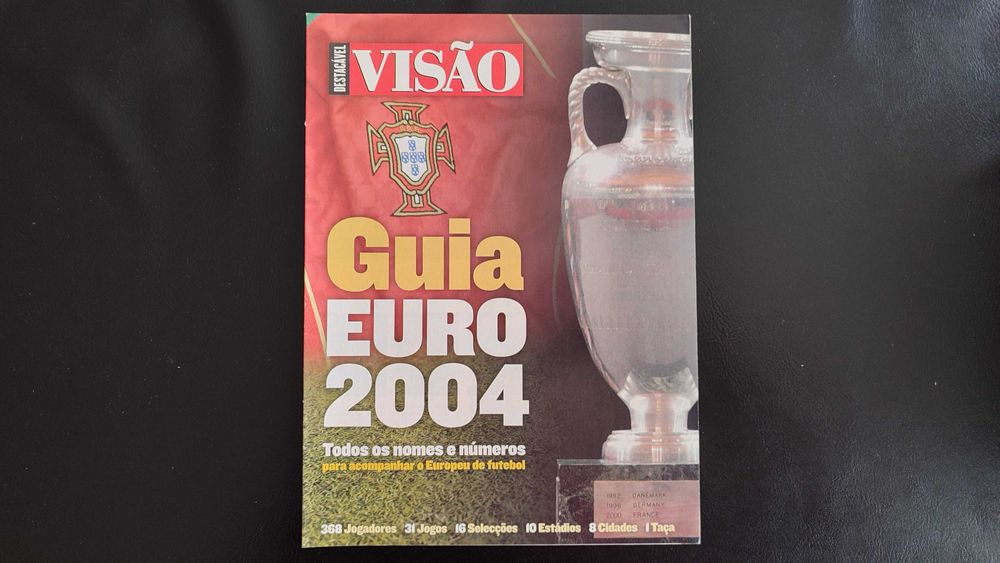 DESTACÁVEL
VISÃO
Guia
EURO
2004
Todos os nomes e números
para acompanhar o Europeu de futebol
1992 DANEMARK
1996 GERMANY
2000 FRANCE
368 Jogadores 31 Jogos 16 Selecções 10 Estádios 8 Cidades 1 Taça